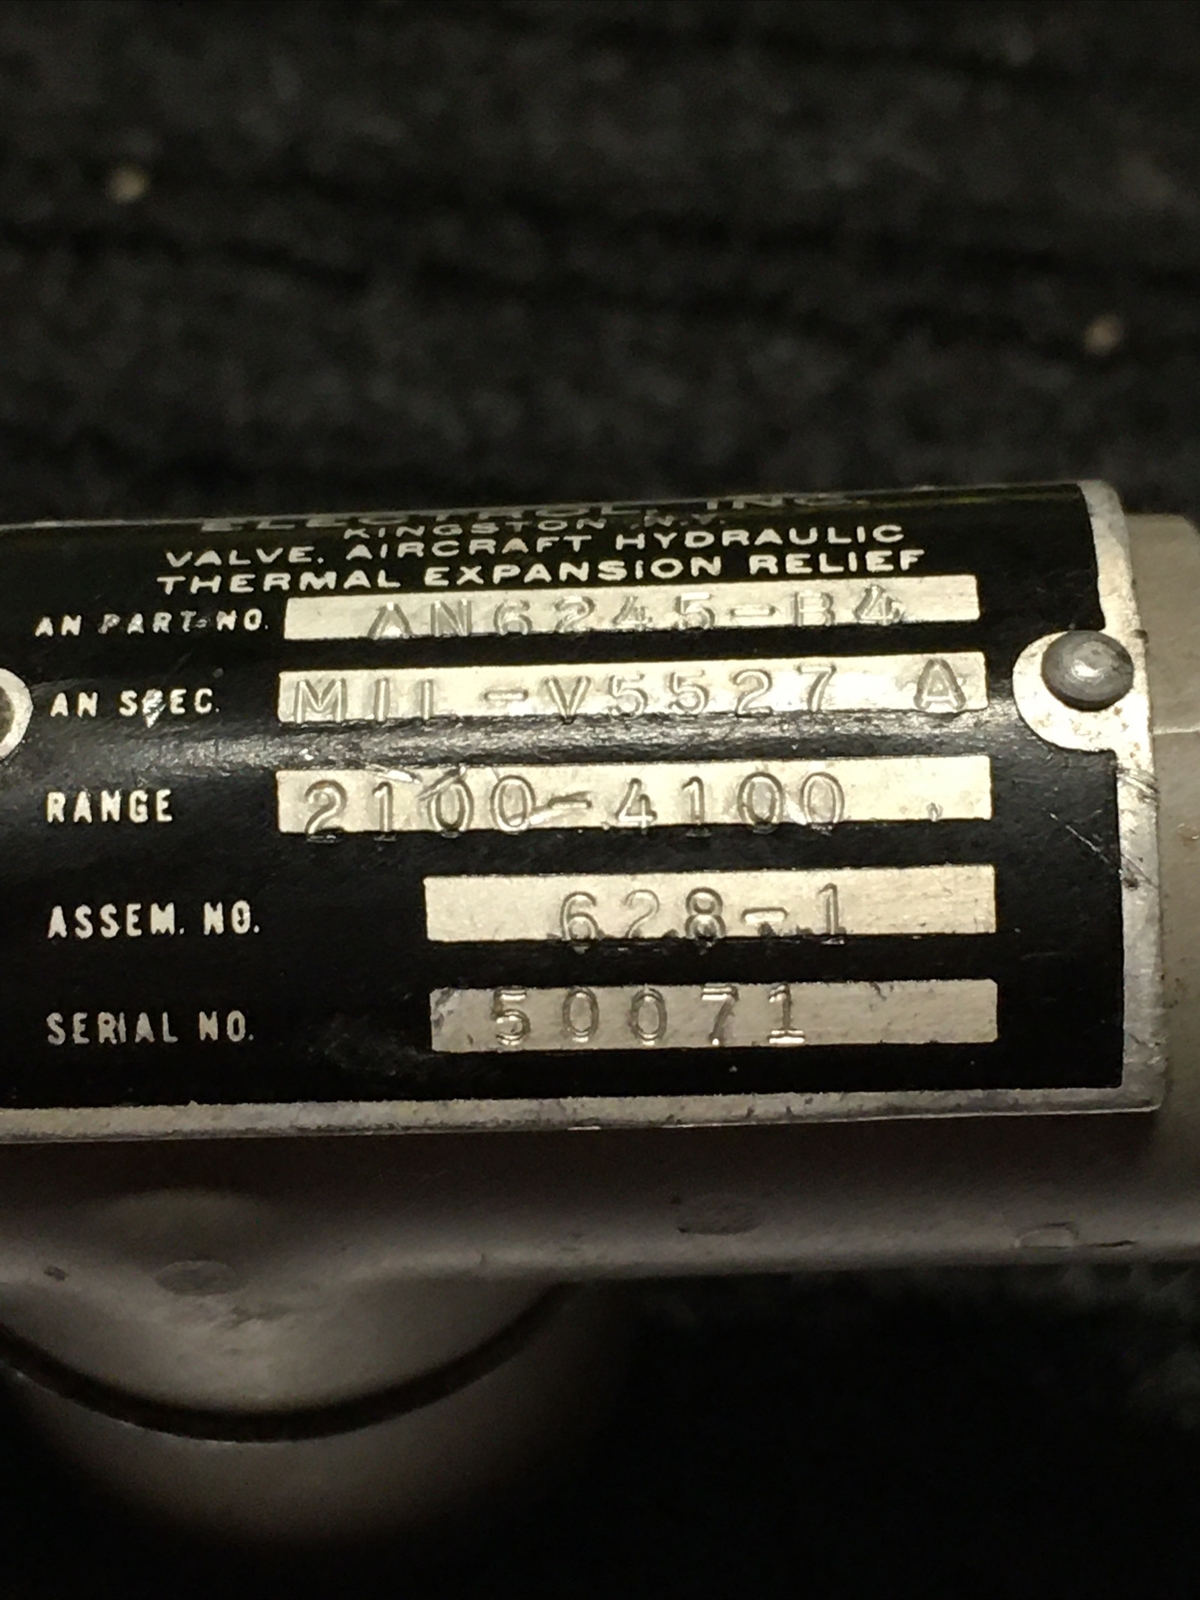 ELECTROL, INC.
KINGSTON N.Y.
VALVE, AIRCRAFT HYDRAULIC
THERMAL EXPANSION RELIEF
AN PART NO. AN6245-B4
AN SPEC. MIL-V5527 A
RANGE 2100-4100
ASSEM. NO. 628-1
SERIAL NO. 50071